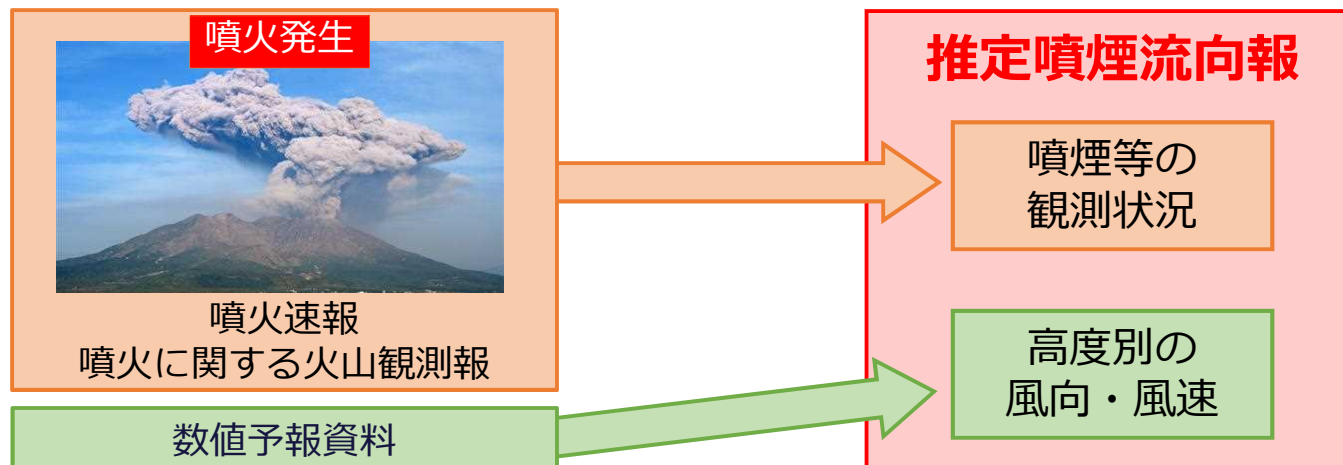 噴火発生
噴火速報
噴火に関する火山観測報
数値予報資料
推定噴煙流向報
噴煙等の
観測状況
高度別の
風向・風速